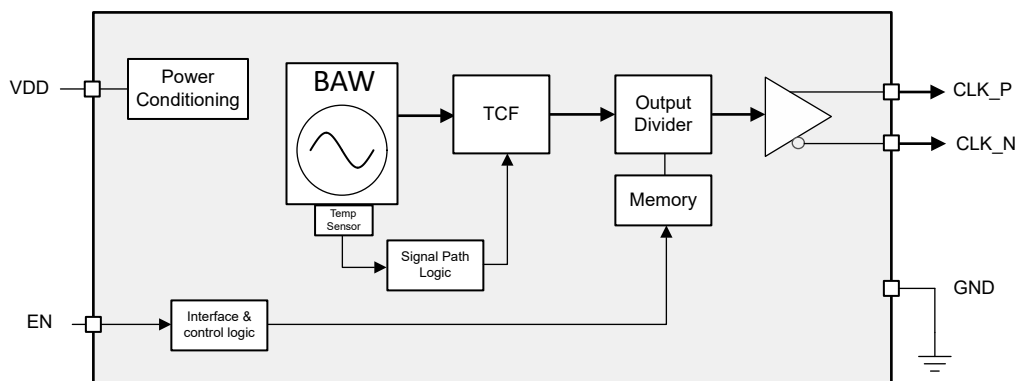 VDD
Power
Conditioning
BAW
TCF
Output
Divider
CLK_P
CLK_N
Memory
Temp
Sensor
Signal Path
Logic
GND
EN
Interface &
control logic